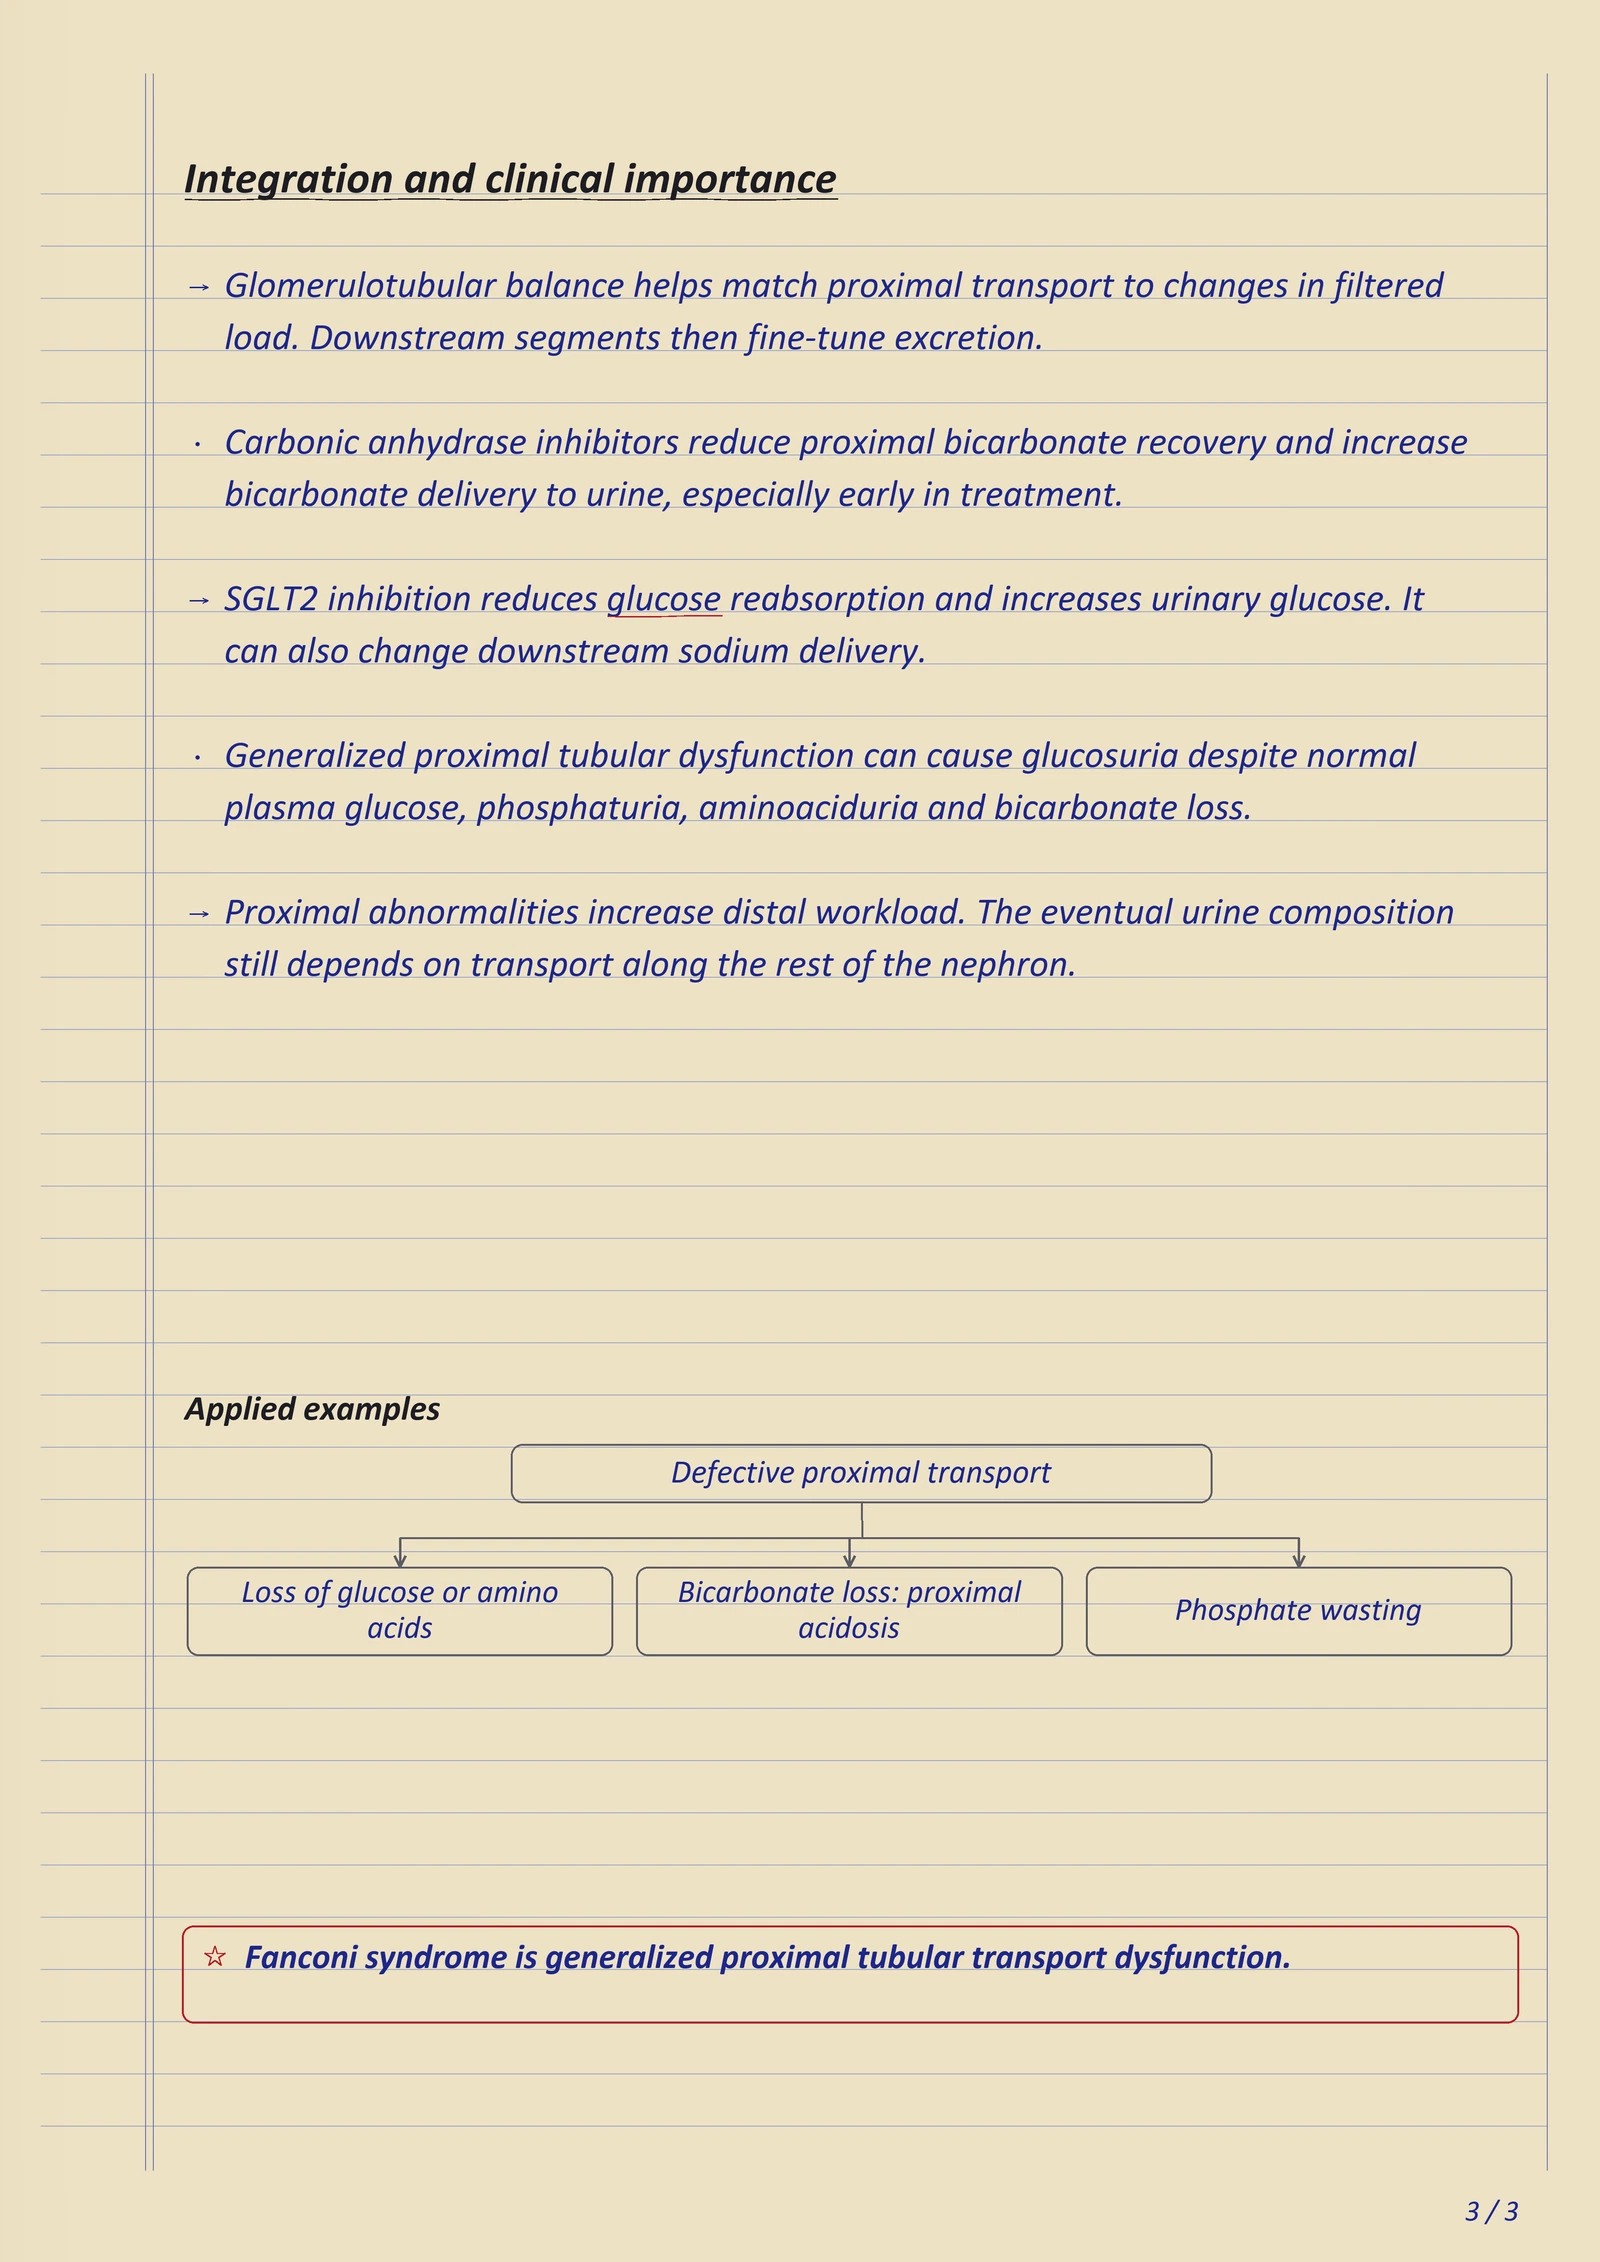 Integration and clinical importance
→ Glomerulotubular balance helps match proximal transport to changes in filtered
load. Downstream segments then fine-tune excretion.
· Carbonic anhydrase inhibitors reduce proximal bicarbonate recovery and increase
bicarbonate delivery to urine, especially early in treatment.
→ SGLT2 inhibition reduces glucose reabsorption and increases urinary glucose. It
can also change downstream sodium delivery.
· Generalized proximal tubular dysfunction can cause glucosuria despite normal
plasma glucose, phosphaturia, aminoaciduria and bicarbonate loss.
→ Proximal abnormalities increase distal workload. The eventual urine composition
still depends on transport along the rest of the nephron.
Applied examples
Defective proximal transport
Loss of glucose or amino
acids
Bicarbonate loss: proximal
acidosis
Phosphate wasting
☆ Fanconi syndrome is generalized proximal tubular transport dysfunction.
3 / 3